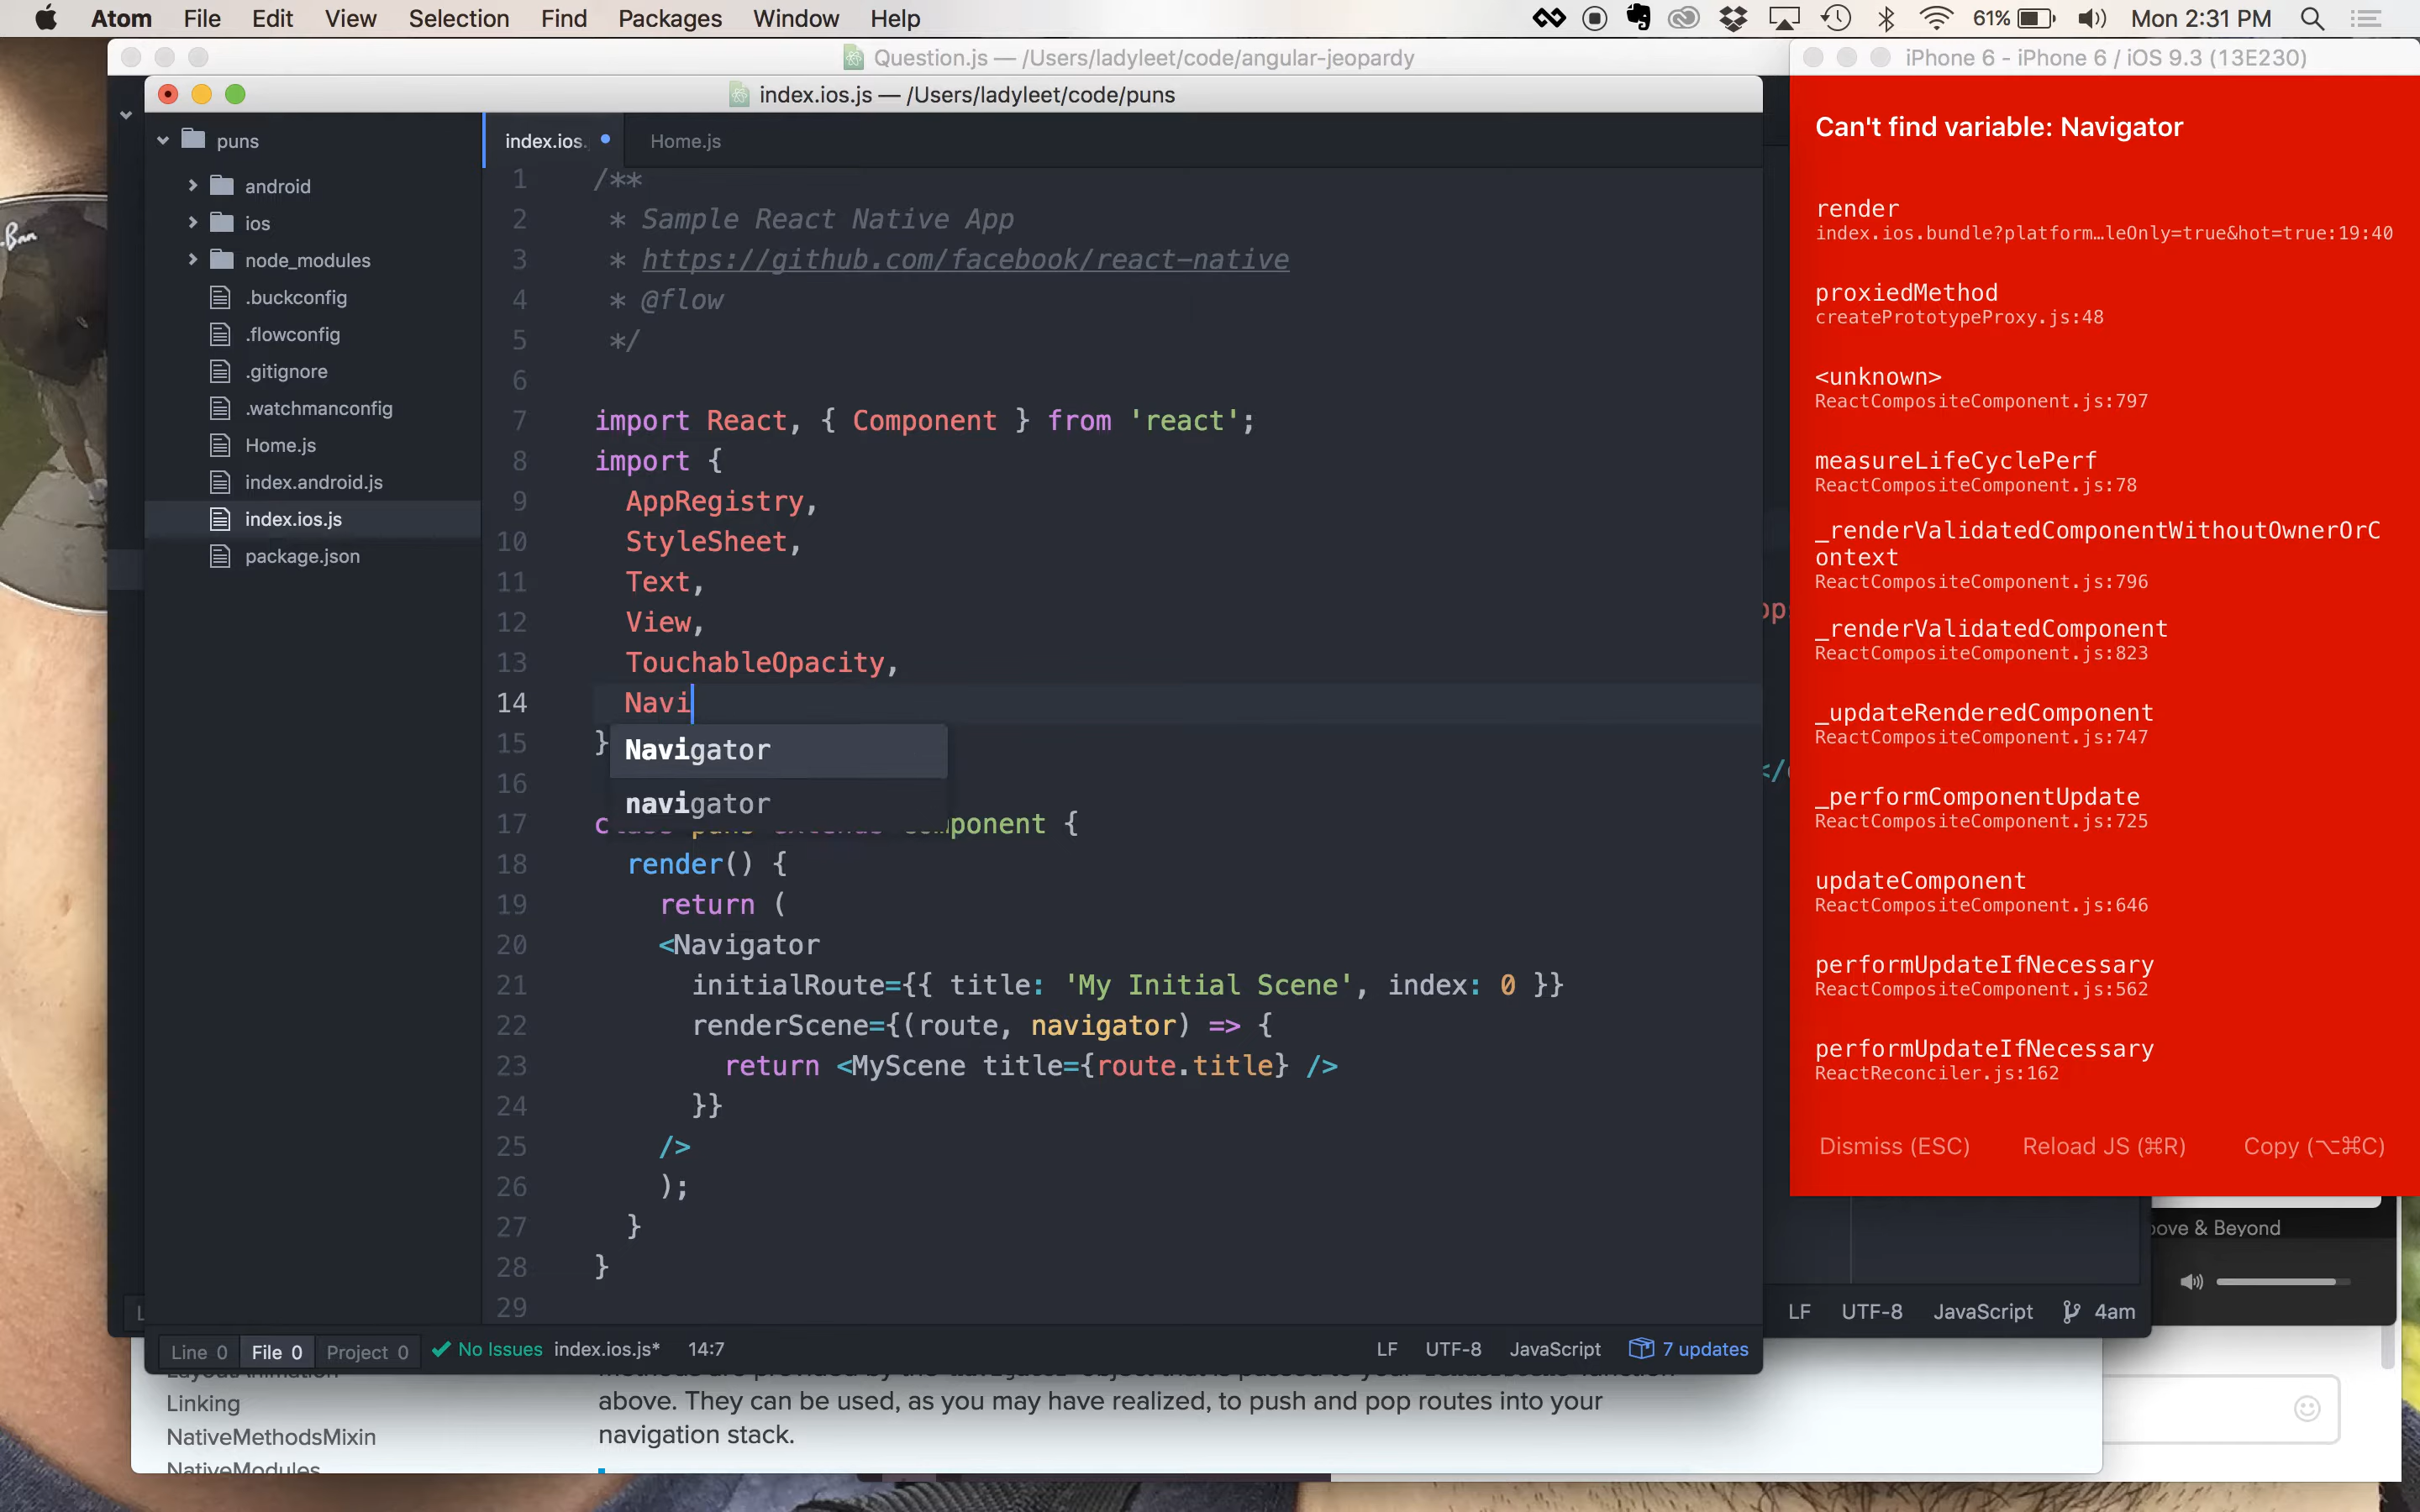 Atom File Edit View Selection Find Packages Window Help 61% Mon 2:31 PM
Question.js — /Users/ladyleet/code/angular-jeopardy
iPhone 6 - iPhone 6 / iOS 9.3 (13E230)
index.ios.js — /Users/ladyleet/code/puns
puns
android
ios
node_modules
.buckconfig
.flowconfig
.gitignore
.watchmanconfig
Home.js
index.android.js
index.ios.js
package.json
index.ios. Home.js
1 /**
2 * Sample React Native App
3 * https://github.com/facebook/react-native
4 * @flow
5 */
6
7 import React, { Component } from 'react';
8 import {
9 AppRegistry,
10 StyleSheet,
11 Text,
12 View,
13 TouchableOpacity,
14 Navi
15 }
Navigator
16
navigator
17 component {
18 render() {
19 return (
20 <Navigator
21 initialRoute={{ title: 'My Initial Scene', index: 0 }}
22 renderScene={(route, navigator) => {
23 return <MyScene title={route.title} />
24 }}
25 />
26 );
27 }
28 }
29
Line 0 File 0 Project 0 No Issues index.ios.js* 14:7 LF UTF-8 JavaScript 7 updates
Can't find variable: Navigator
render
index.ios.bundle?platform…leOnly=true&hot=true:19:40
proxiedMethod
createPrototypeProxy.js:48
<unknown>
ReactCompositeComponent.js:797
measureLifeCyclePerf
ReactCompositeComponent.js:78
_renderValidatedComponentWithoutOwnerOrC
ontext
ReactCompositeComponent.js:796
_renderValidatedComponent
ReactCompositeComponent.js:823
_updateRenderedComponent
ReactCompositeComponent.js:747
_performComponentUpdate
ReactCompositeComponent.js:725
updateComponent
ReactCompositeComponent.js:646
performUpdateIfNecessary
ReactCompositeComponent.js:562
performUpdateIfNecessary
ReactReconciler.js:162
Dismiss (ESC) Reload JS (⌘R) Copy (⌥⌘C)
& Beyond
LF UTF-8 JavaScript 4am
Linking
NativeMethodsMixin
NativeModules
above. They can be used, as you may have realized, to push and pop routes into your
navigation stack.